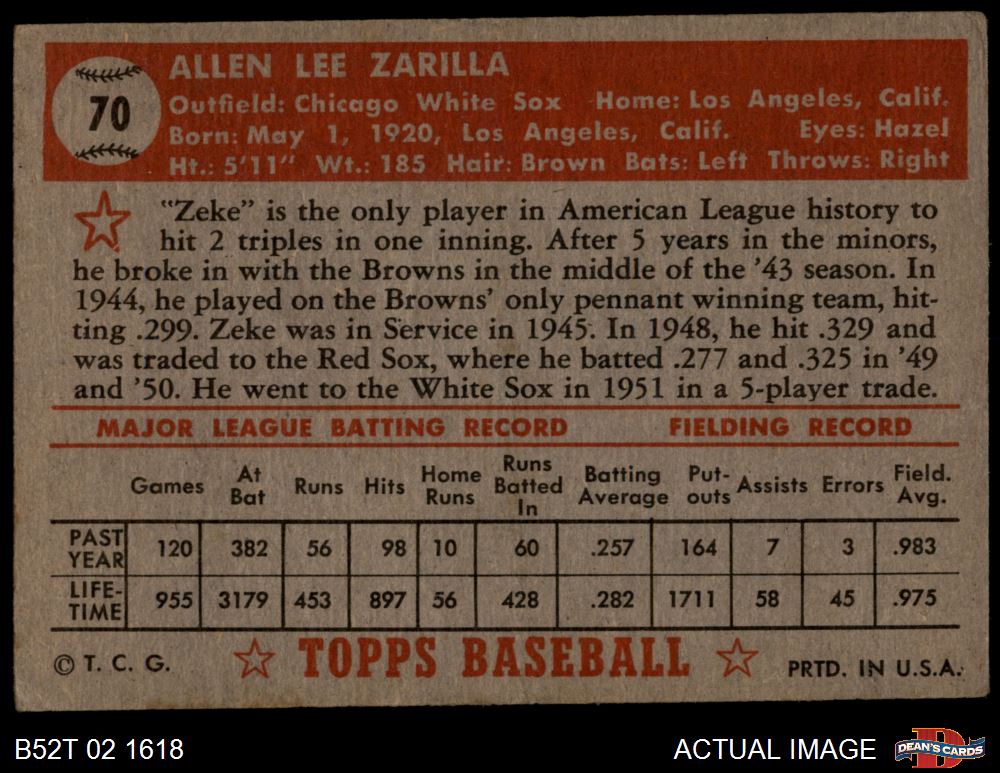 70
ALLEN LEE ZARILLA
Outfield: Chicago White Sox Home: Los Angeles, Calif.
Born: May 1, 1920, Los Angeles, Calif. Eyes: Hazel
Ht.: 5'11" Wt.: 185 Hair: Brown Bats: Left Throws: Right
"Zeke" is the only player in American League history to
hit 2 triples in one inning. After 5 years in the minors,
he broke in with the Browns in the middle of the '43 season. In
1944, he played on the Browns' only pennant winning team, hit-
ting .299. Zeke was in Service in 1945. In 1948, he hit .329 and
was traded to the Red Sox, where he batted .277 and .325 in '49
and '50. He went to the White Sox in 1951 in a 5-player trade.
MAJOR LEAGUE BATTING RECORD FIELDING RECORD
Games At Bat Runs Hits Home Runs Runs Batted In Batting Average Put-outs Assists Errors Field. Avg.
PAST YEAR 120 382 56 98 10 60 .257 164 7 3 .983
LIFE-TIME 955 3179 453 897 56 428 .282 1711 58 45 .975
© T. C. G. TOPPS BASEBALL PRTD. IN U.S.A.
B52T 02 1618 ACTUAL IMAGE D DEAN'S CARDS